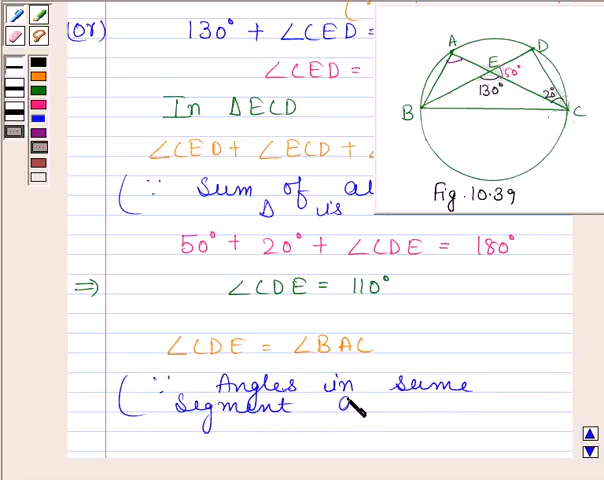 (Or) 130° + ∠CED =
∠CED =
In ΔECD
∠CED + ∠ECD + ∠
(∵ Sum of al
Δ is
50° + 20° + ∠CDE = 180°
⇒ ∠CDE = 110°
∠CDE = ∠BAC
(∵ Angles in same
segment a
A
D
E
50°
130°
20°
B
C
Fig. 10.39